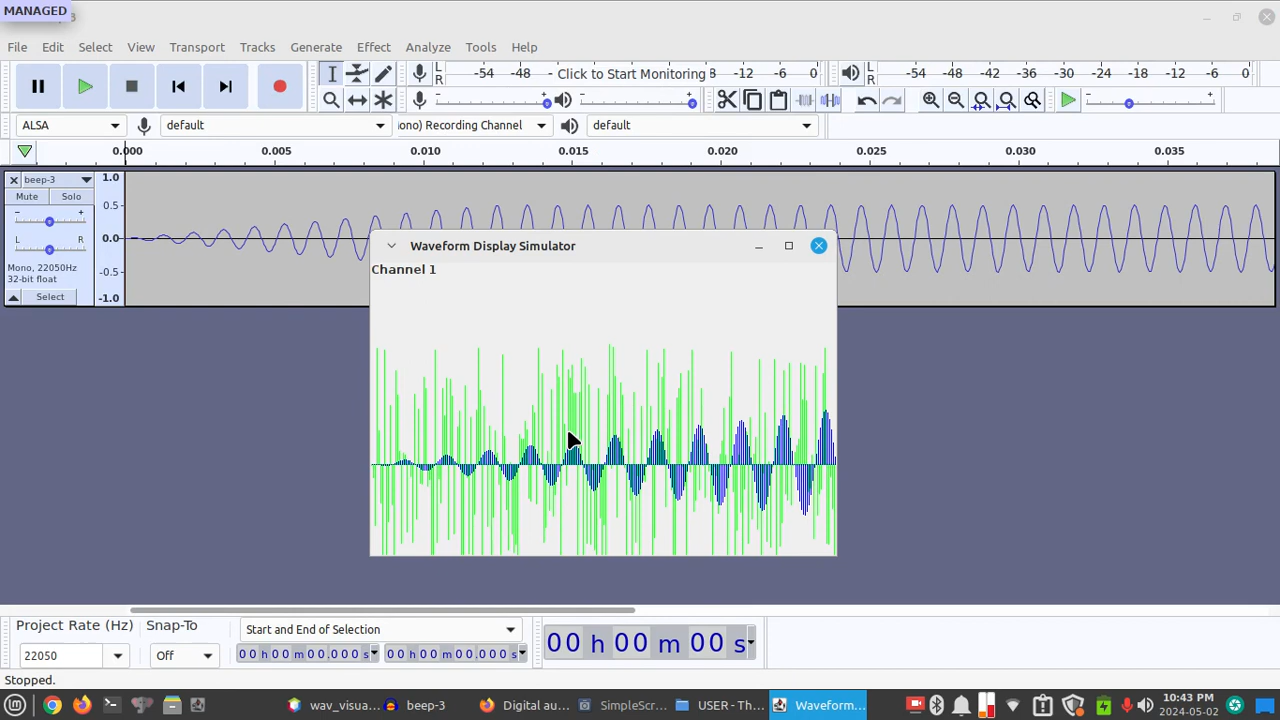 MANAGED
File Edit Select View Transport Tracks Generate Effect Analyze Tools Help
L R -54 -48 - Click to Start Monitoring -12 -6 0 L R -54 -48 -42 -36 -30 -24 -18 -12 -6 0
ALSA default ono) Recording Channel default
0.000 0.005 0.010 0.015 0.020 0.025 0.030 0.035
beep-3
Mute Solo
- +
L R
Mono, 22050Hz
32-bit float
Select
1.0
0.5
0.0
-0.5
-1.0
Waveform Display Simulator
Channel 1
Project Rate (Hz) Snap-To Start and End of Selection
22050 Off 00 h 00 m 00.000 s 00 h 00 m 00.000 s 00 h 00 m 00 s
Stopped.
wav_visua... beep-3 Digital au... SimpleScr... USER - Th... Waveform... 10:43 PM
2024-05-02